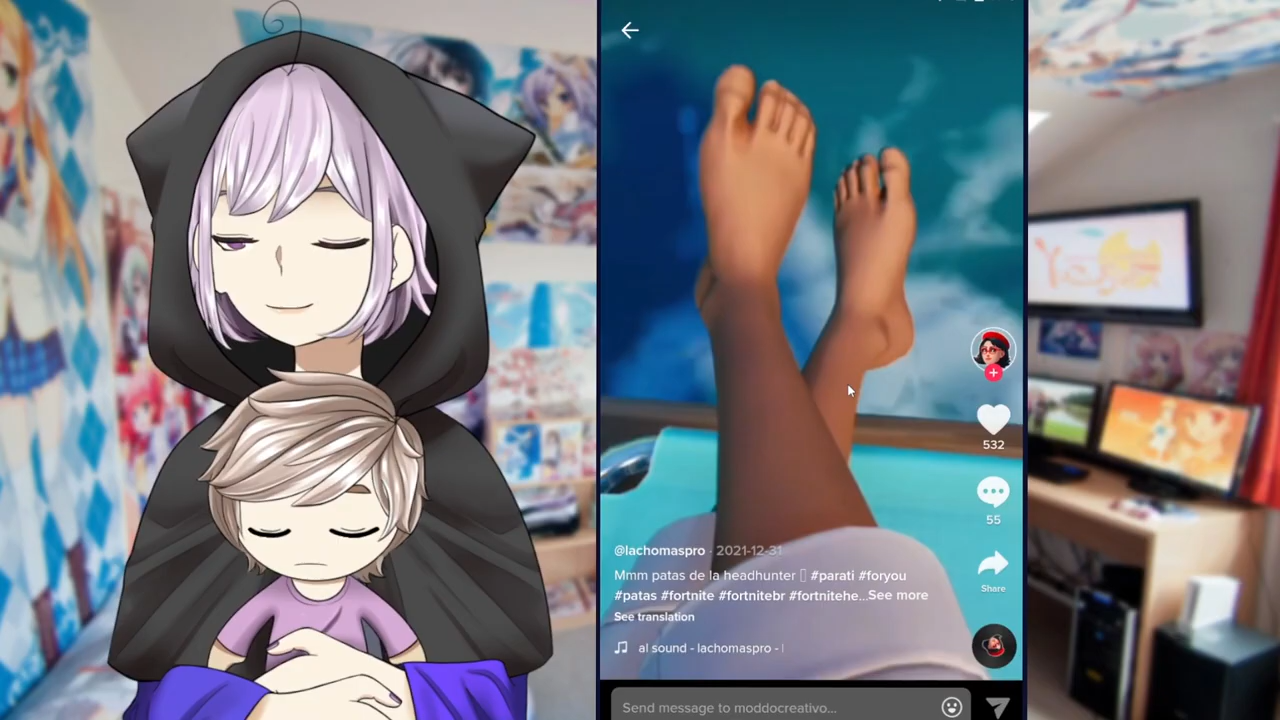 @lachomaspro · 2021-12-31
Mmm patas de la headhunter #parati #foryou
#patas #fortnite #fortnitebr #fortnitehe...See more
See translation
al sound - lachomaspro -
532
55
Share
Send message to moddocreativo...